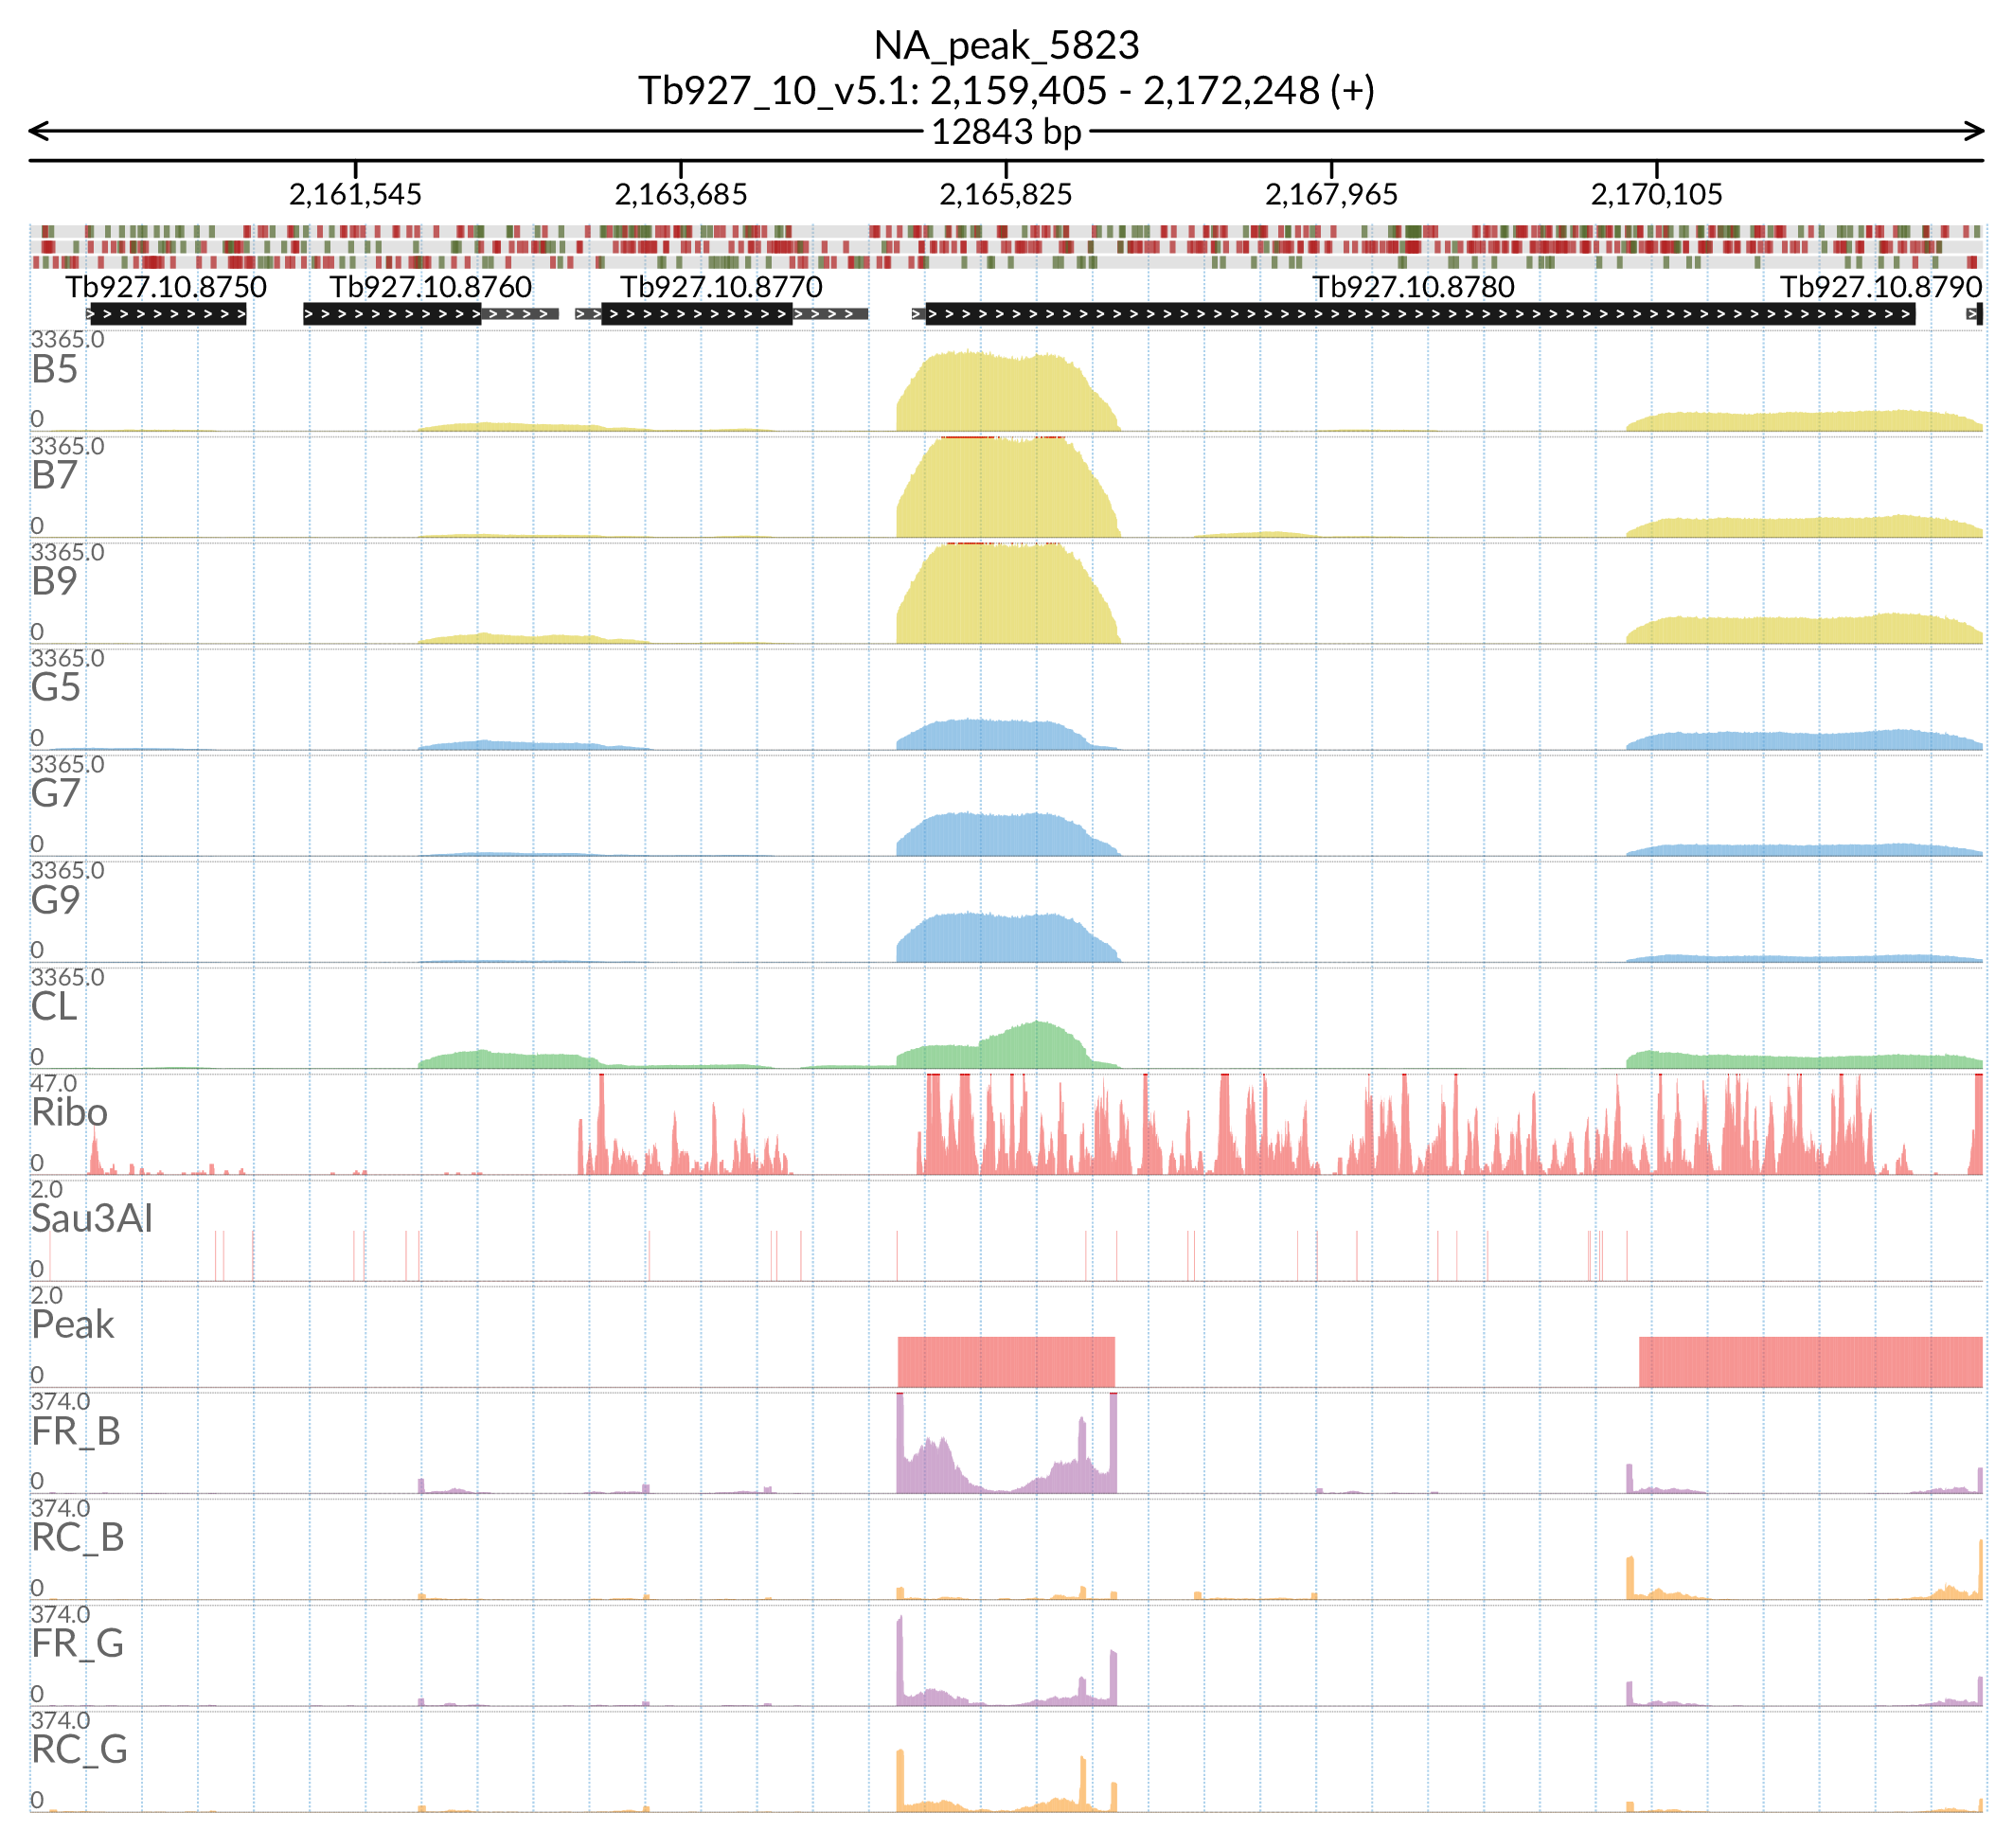 NA_peak_5823
Tb927_10_v5.1: 2,159,405 - 2,172,248 (+)
12843 bp
2,161,545 2,163,685 2,165,825 2,167,965 2,170,105
Tb927.10.8750 Tb927.10.8760 Tb927.10.8770 Tb927.10.8780 Tb927.10.8790
3365.0
B5
0
3365.0
B7
0
3365.0
B9
0
3365.0
G5
0
3365.0
G7
0
3365.0
G9
0
3365.0
CL
0
47.0
Ribo
0
2.0
Sau3AI
0
2.0
Peak
0
374.0
FR_B
0
374.0
RC_B
0
374.0
FR_G
0
374.0
RC_G
0